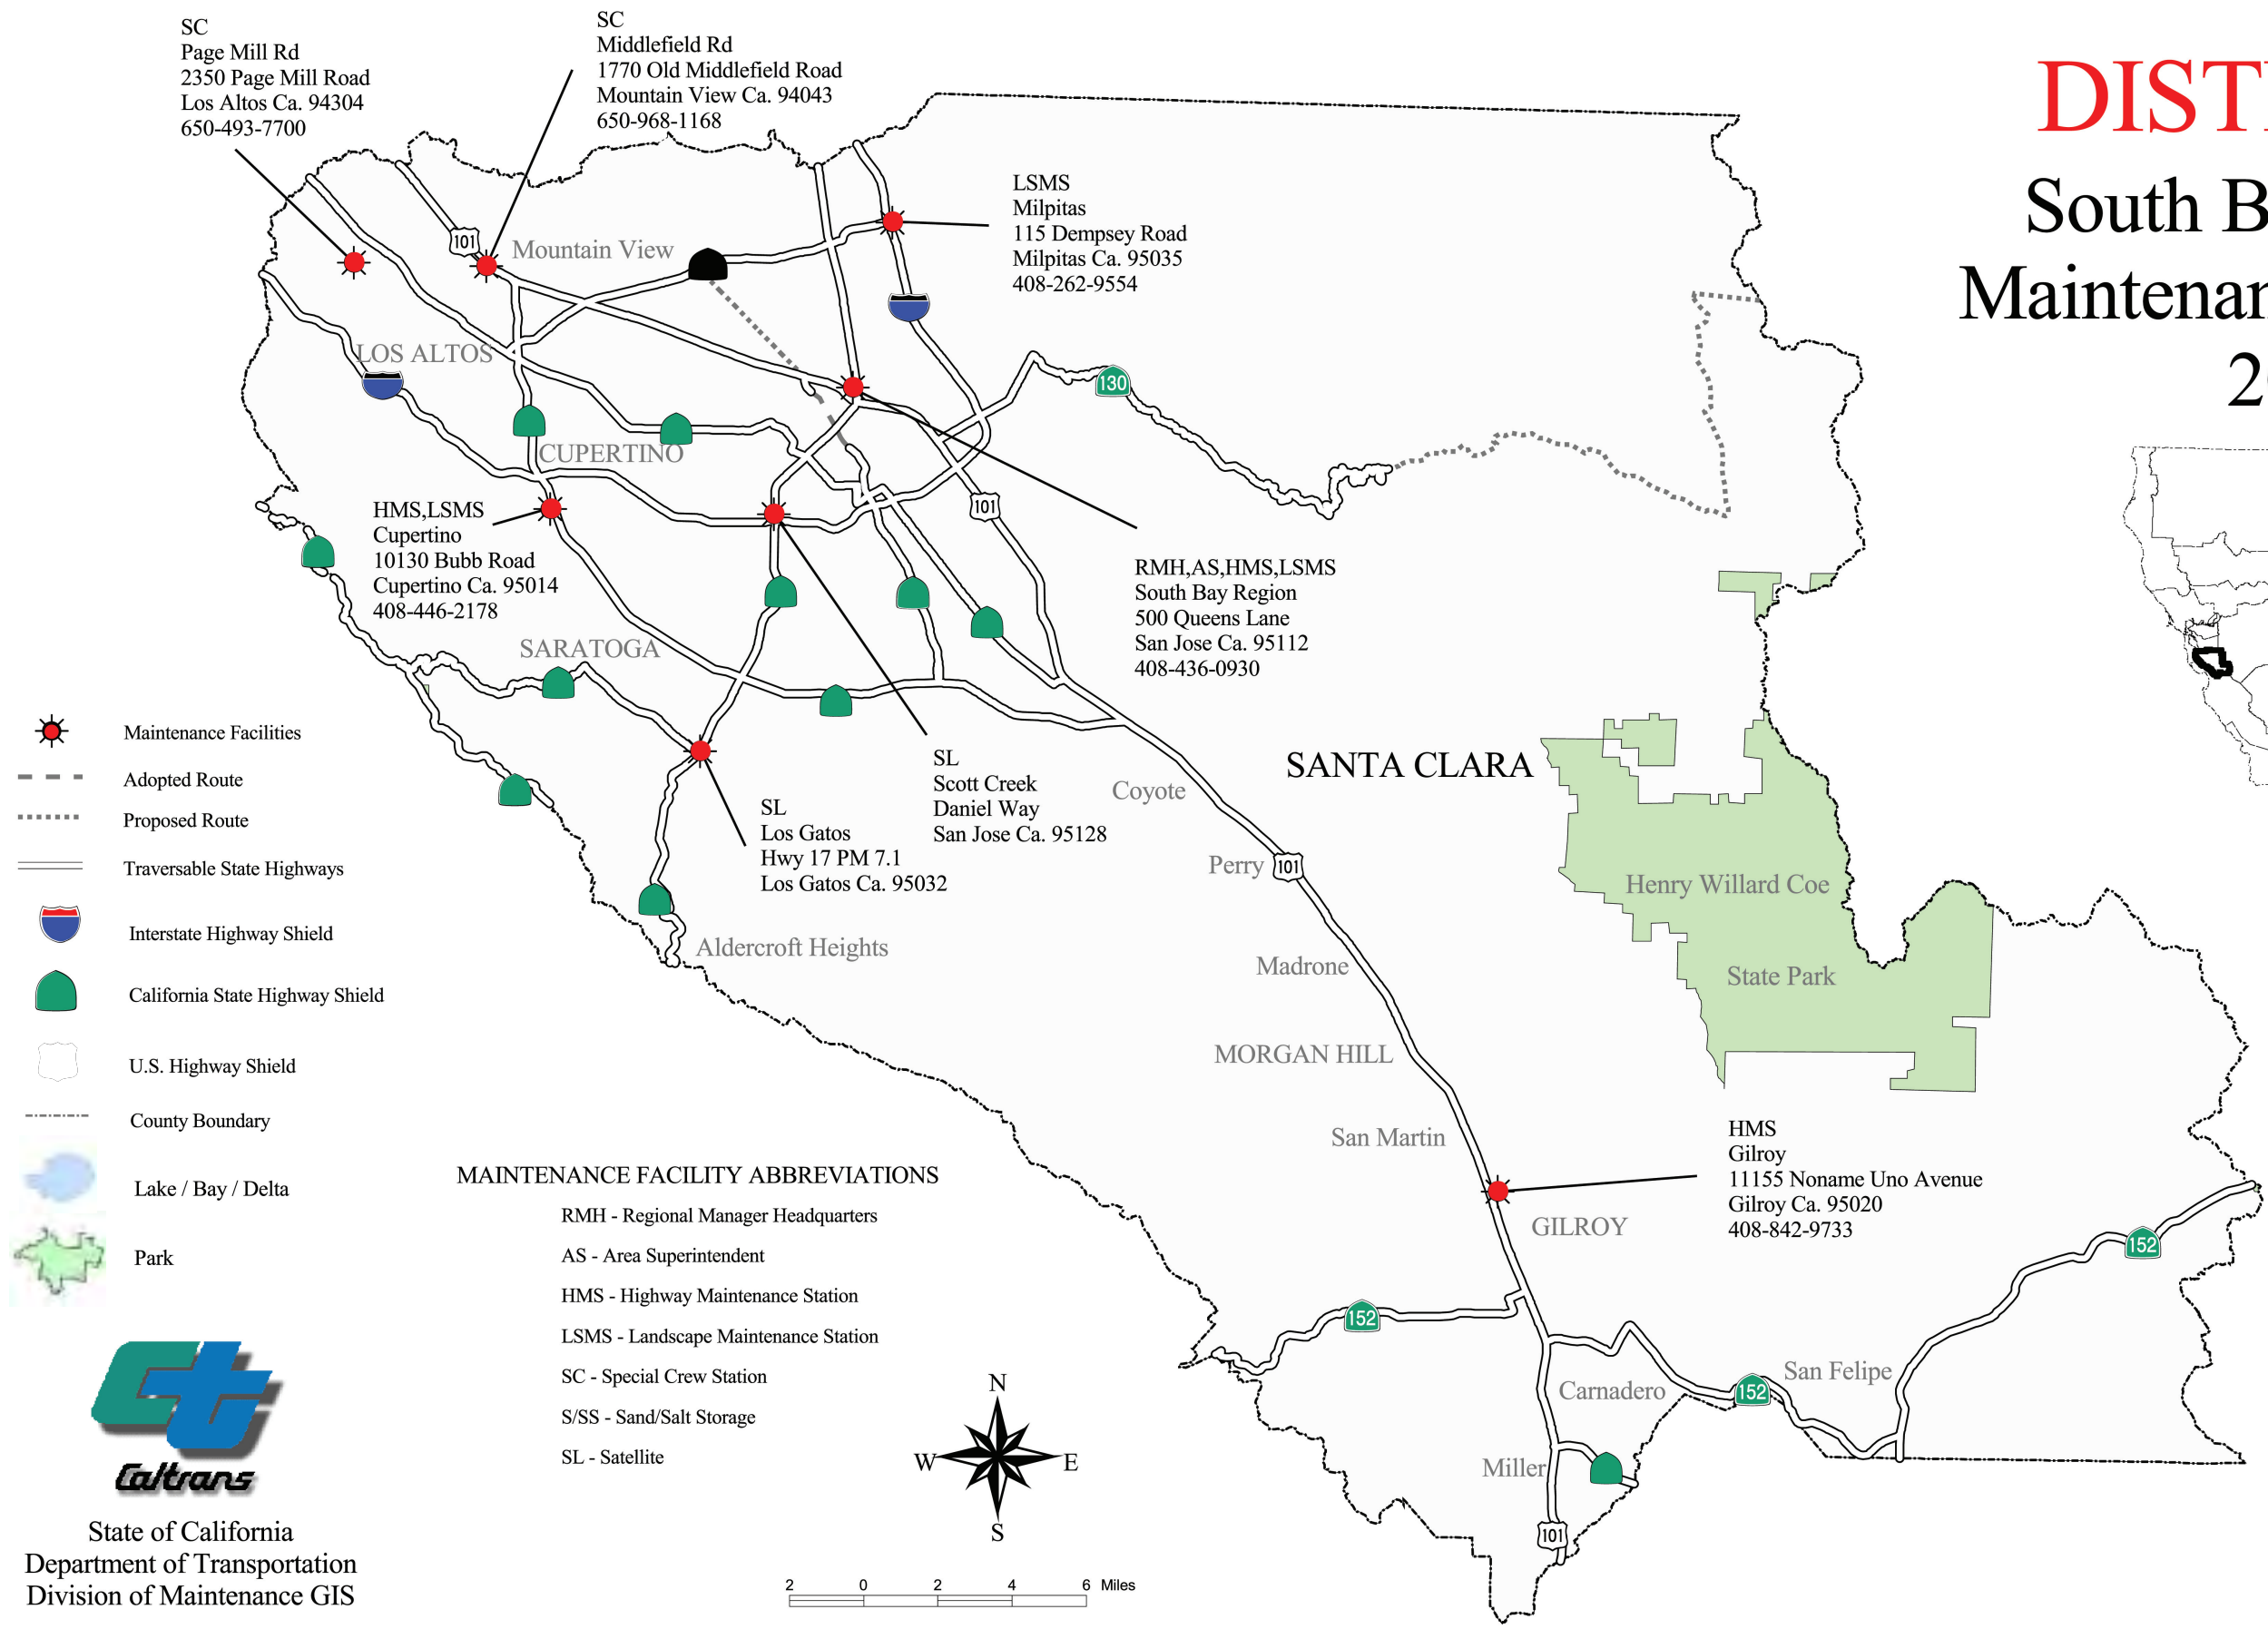 SC
Page Mill Rd
2350 Page Mill Road
Los Altos Ca. 94304
650-493-7700
SC
Middlefield Rd
1770 Old Middlefield Road
Mountain View Ca. 94043
650-968-1168
LSMS
Milpitas
115 Dempsey Road
Milpitas Ca. 95035
408-262-9554
DIST
South B
Maintenan
2
101
Mountain View
LOS ALTOS
130
CUPERTINO
101
HMS,LSMS
Cupertino
10130 Bubb Road
Cupertino Ca. 95014
408-446-2178
RMH,AS,HMS,LSMS
South Bay Region
500 Queens Lane
San Jose Ca. 95112
408-436-0930
SARATOGA
SL
Scott Creek
Daniel Way
San Jose Ca. 95128
SL
Los Gatos
Hwy 17 PM 7.1
Los Gatos Ca. 95032
SANTA CLARA
Coyote
Perry
101
Henry Willard Coe
State Park
Aldercroft Heights
Madrone
MORGAN HILL
San Martin
HMS
Gilroy
11155 Noname Uno Avenue
Gilroy Ca. 95020
408-842-9733
GILROY
152
152
152
San Felipe
Carnadero
Miller
101
Maintenance Facilities
Adopted Route
Proposed Route
Traversable State Highways
Interstate Highway Shield
California State Highway Shield
U.S. Highway Shield
County Boundary
Lake / Bay / Delta
Park
MAINTENANCE FACILITY ABBREVIATIONS
RMH - Regional Manager Headquarters
AS - Area Superintendent
HMS - Highway Maintenance Station
LSMS - Landscape Maintenance Station
SC - Special Crew Station
S/SS - Sand/Salt Storage
SL - Satellite
N
W
E
S
2 0 2 4 6 Miles
ct
Caltrans
State of California
Department of Transportation
Division of Maintenance GIS